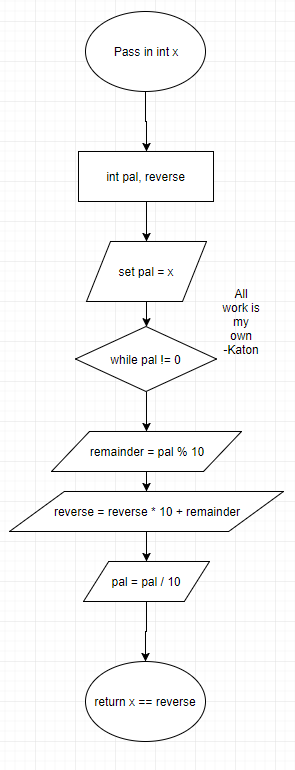 Pass in int x
int pal, reverse
set pal = x
All
work is
my
own
-Katon
while pal != 0
remainder = pal % 10
reverse = reverse * 10 + remainder
pal = pal / 10
return x == reverse